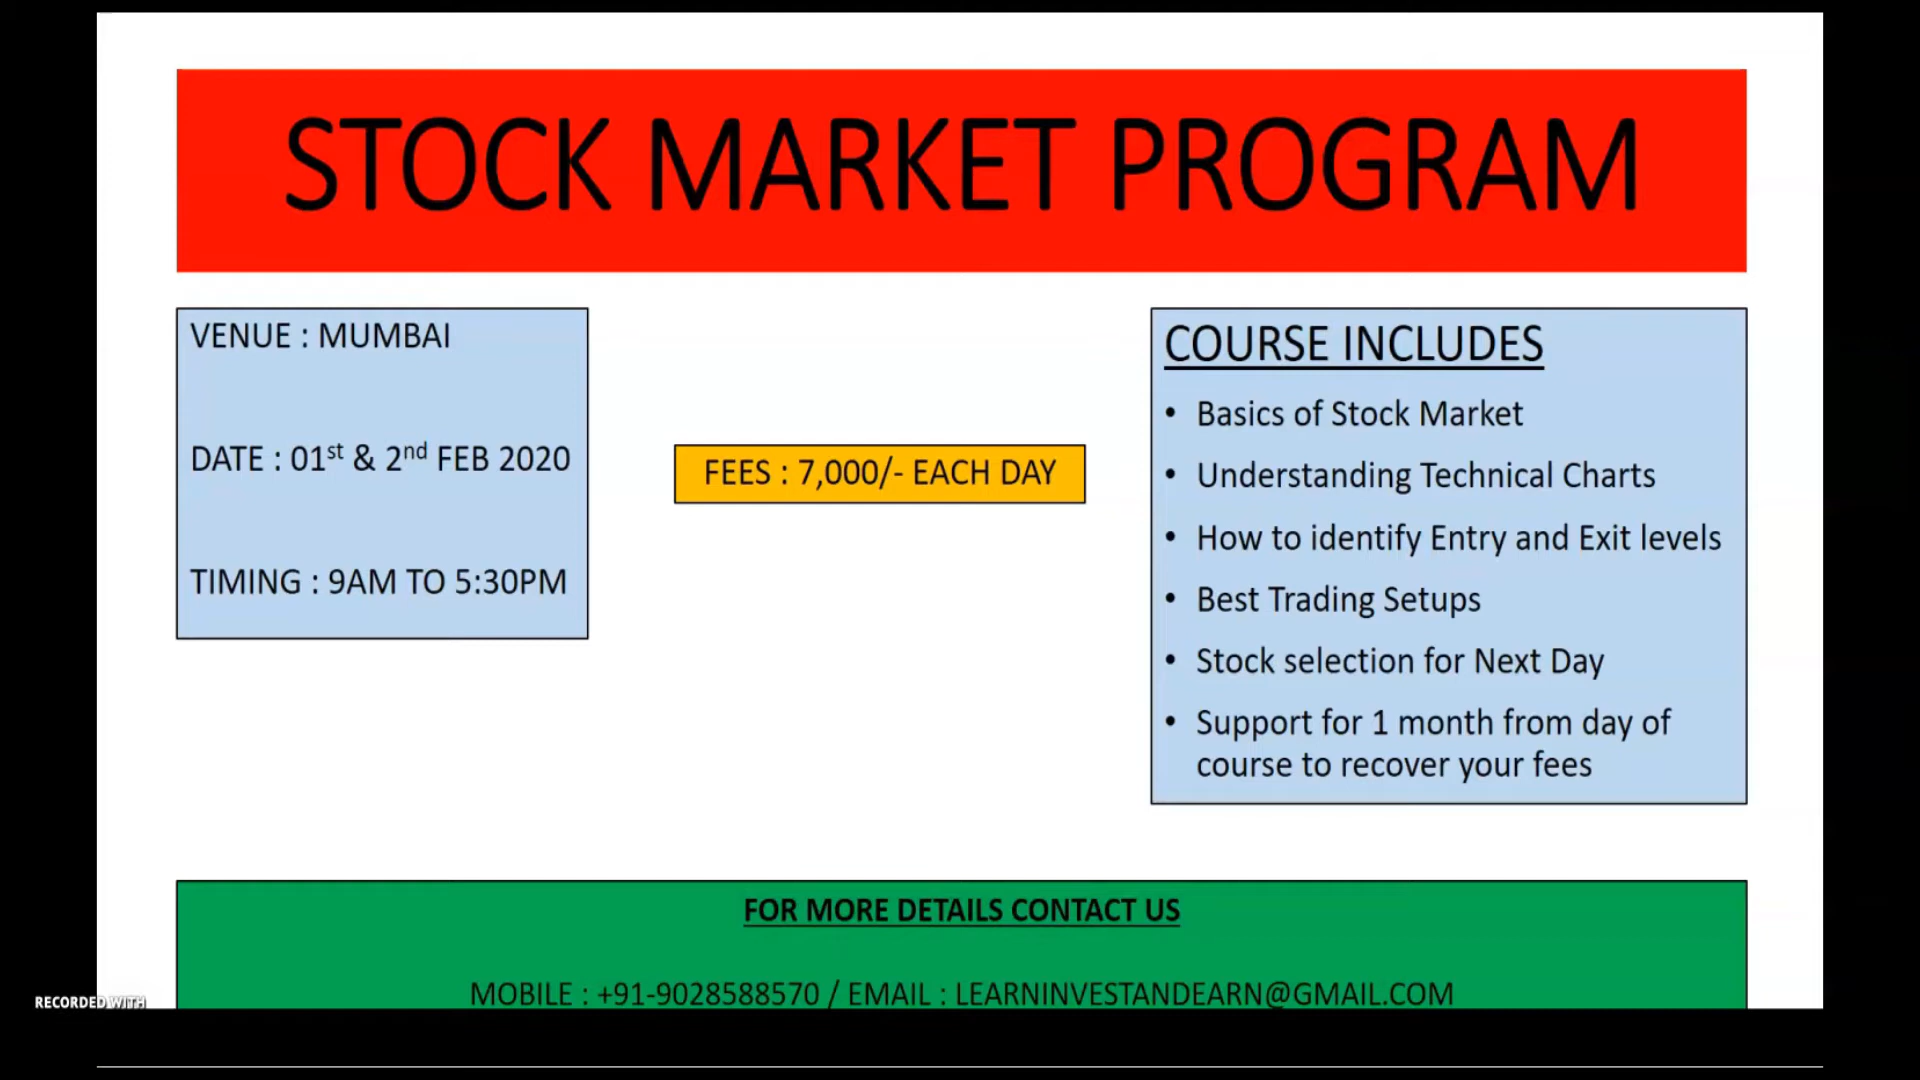 STOCK MARKET PROGRAM
VENUE : MUMBAI
DATE : 01st & 2nd FEB 2020
TIMING : 9AM TO 5:30PM
FEES : 7,000/- EACH DAY
COURSE INCLUDES
• Basics of Stock Market
• Understanding Technical Charts
• How to identify Entry and Exit levels
• Best Trading Setups
• Stock selection for Next Day
• Support for 1 month from day of
course to recover your fees
FOR MORE DETAILS CONTACT US
MOBILE : +91-9028588570 / EMAIL : LEARNINVESTANDEARN@GMAIL.COM
RECORDED WITH